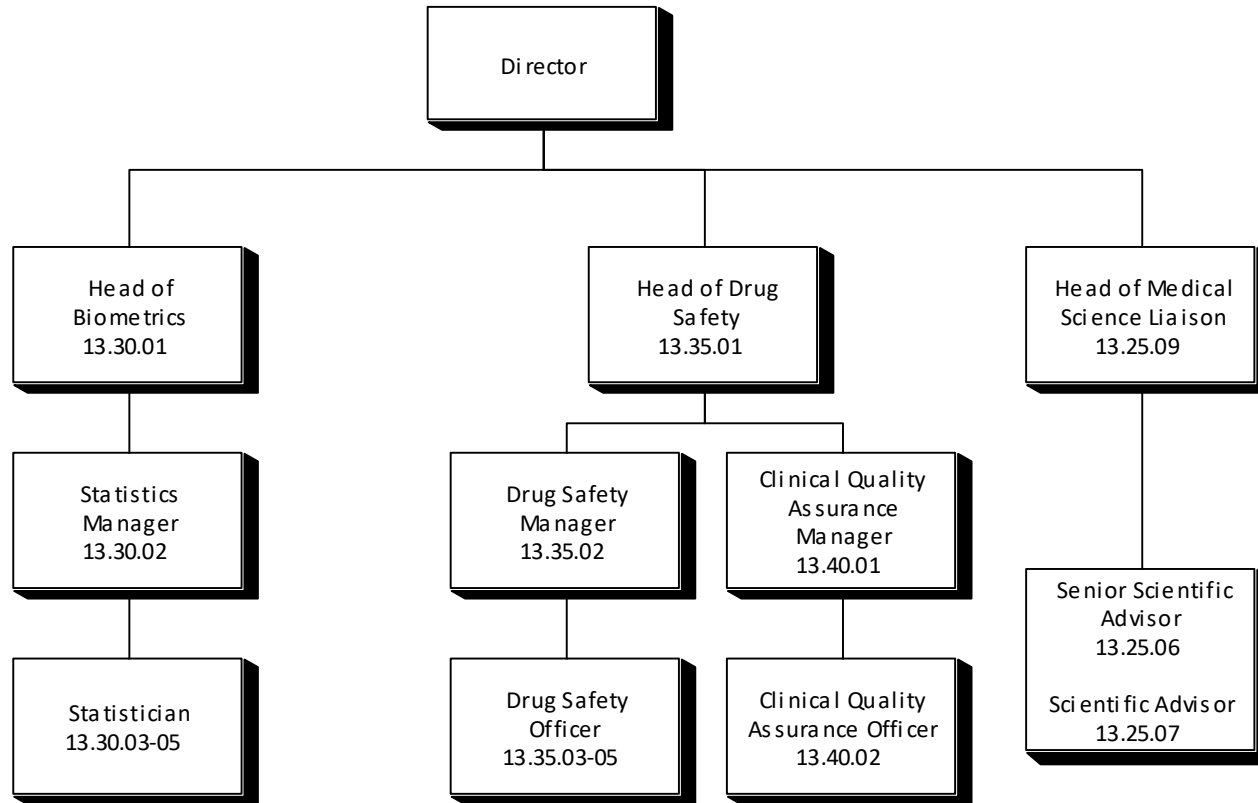 Director
Head of
Biometrics
13.30.01
Head of Drug
Safety
13.35.01
Head of Medical
Science Liaison
13.25.09
Statistics
Manager
13.30.02
Drug Safety
Manager
13.35.02
Clinical Quality
Assurance
Manager
13.40.01
Senior Scientific
Advisor
13.25.06
Scientific Advisor
13.25.07
Statistician
13.30.03-05
Drug Safety
Officer
13.35.03-05
Clinical Quality
Assurance Officer
13.40.02